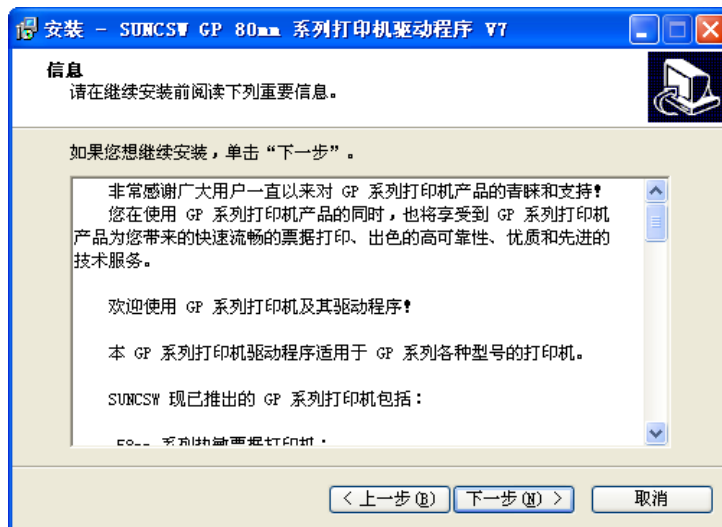 安装 - SUNCSW GP 80mm 系列打印机驱动程序 V7
信息
请在继续安装前阅读下列重要信息。
如果您想继续安装，单击“下一步”。
非常感谢广大用户一直以来对 GP 系列打印机产品的青睐和支持！
您在使用 GP 系列打印机产品的同时，也将享受到 GP 系列打印机
产品为您带来的快速流畅的票据打印、出色的高可靠性、优质和先进的
技术服务。
欢迎使用 GP 系列打印机及其驱动程序！
本 GP 系列打印机驱动程序适用于 GP 系列各种型号的打印机。
SUNCSW 现已推出的 GP 系列打印机包括：
58mm 系列热敏票据打印机：
< 上一步(B)
下一步(N) >
取消